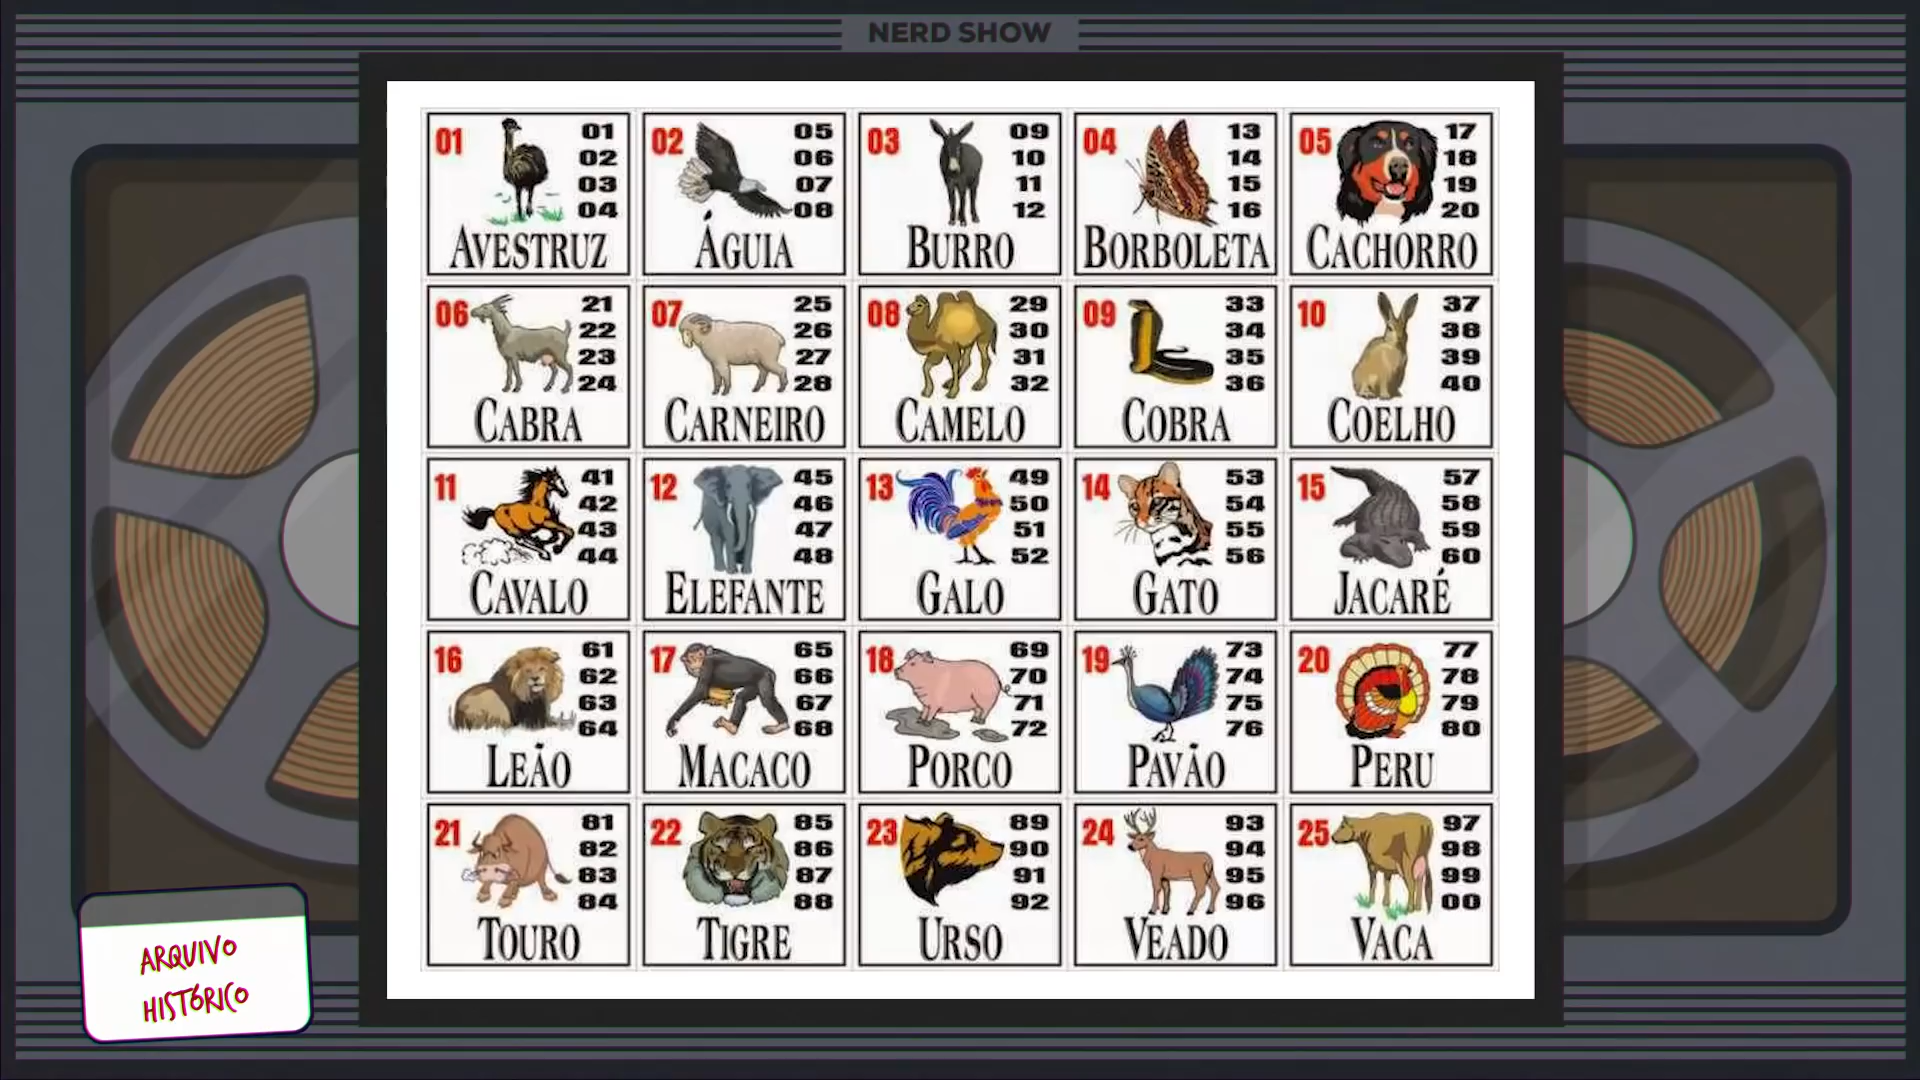 NERD SHOW
01 01 02 03 04 AVESTRUZ
02 05 06 07 08 ÁGUIA
03 09 10 11 12 BURRO
04 13 14 15 16 BORBOLETA
05 17 18 19 20 CACHORRO
06 21 22 23 24 CABRA
07 25 26 27 28 CARNEIRO
08 29 30 31 32 CAMELO
09 33 34 35 36 COBRA
10 37 38 39 40 COELHO
11 41 42 43 44 CAVALO
12 45 46 47 48 ELEFANTE
13 49 50 51 52 GALO
14 53 54 55 56 GATO
15 57 58 59 60 JACARÉ
16 61 62 63 64 LEÃO
17 65 66 67 68 MACACO
18 69 70 71 72 PORCO
19 73 74 75 76 PAVÃO
20 77 78 79 80 PERU
21 81 82 83 84 TOURO
22 85 86 87 88 TIGRE
23 89 90 91 92 URSO
24 93 94 95 96 VEADO
25 97 98 99 00 VACA
ARQUIVO
HISTÓRICO